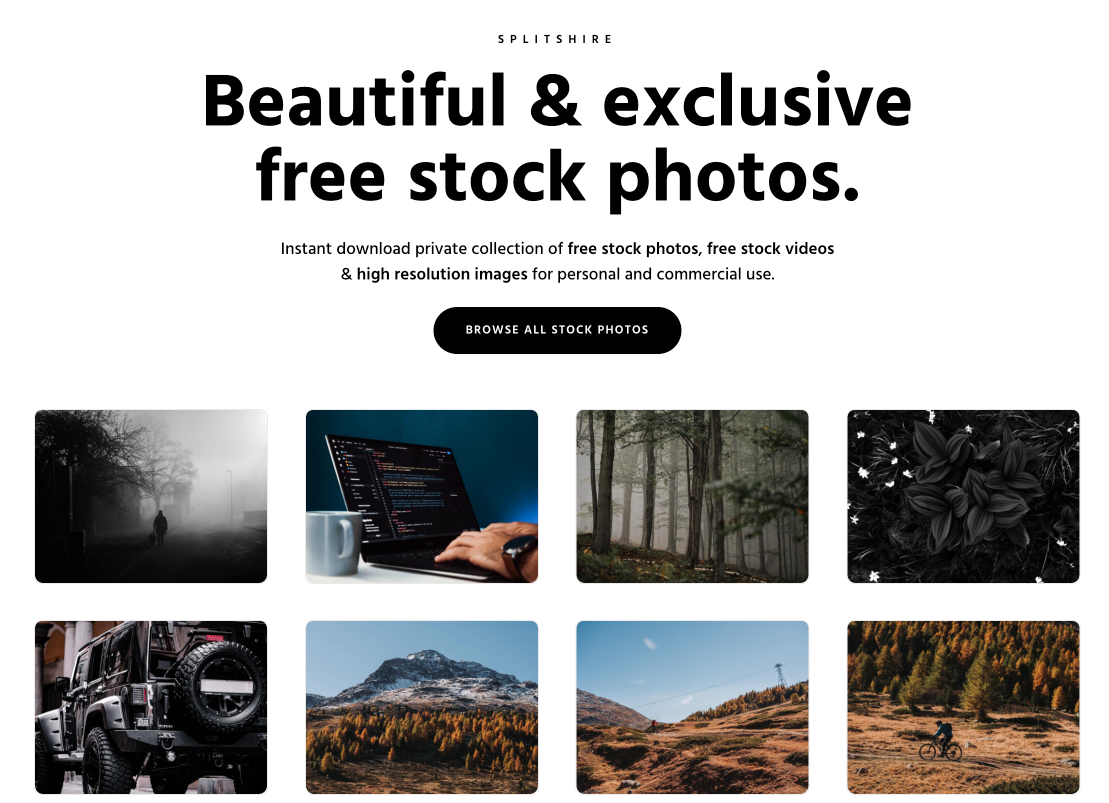 SPLITSHIRE
Beautiful & exclusive
free stock photos.
Instant download private collection of free stock photos, free stock videos
& high resolution images for personal and commercial use.
BROWSE ALL STOCK PHOTOS